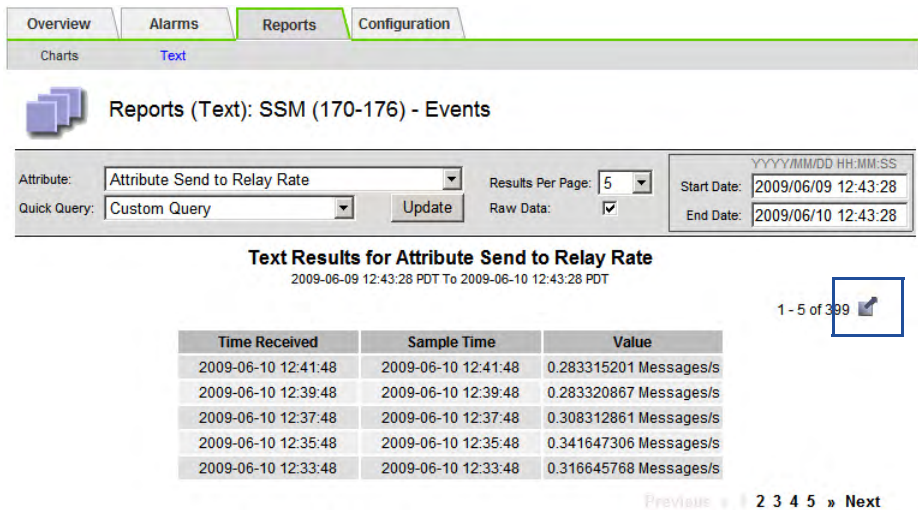 Overview Alarms Reports Configuration
Charts Text
Reports (Text): SSM (170-176) - Events
YYYY/MM/DD HH:MM:SS
Attribute: Attribute Send to Relay Rate Results Per Page: 5 Start Date: 2009/06/09 12:43:28
Quick Query: Custom Query Update Raw Data: End Date: 2009/06/10 12:43:28
Text Results for Attribute Send to Relay Rate
2009-06-09 12:43:28 PDT To 2009-06-10 12:43:28 PDT
1 - 5 of 399
Time Received Sample Time Value
2009-06-10 12:41:48 2009-06-10 12:41:48 0.283315201 Messages/s
2009-06-10 12:39:48 2009-06-10 12:39:48 0.283320867 Messages/s
2009-06-10 12:37:48 2009-06-10 12:37:48 0.308312861 Messages/s
2009-06-10 12:35:48 2009-06-10 12:35:48 0.341647306 Messages/s
2009-06-10 12:33:48 2009-06-10 12:33:48 0.316645768 Messages/s
Previous « 1 2 3 4 5 » Next